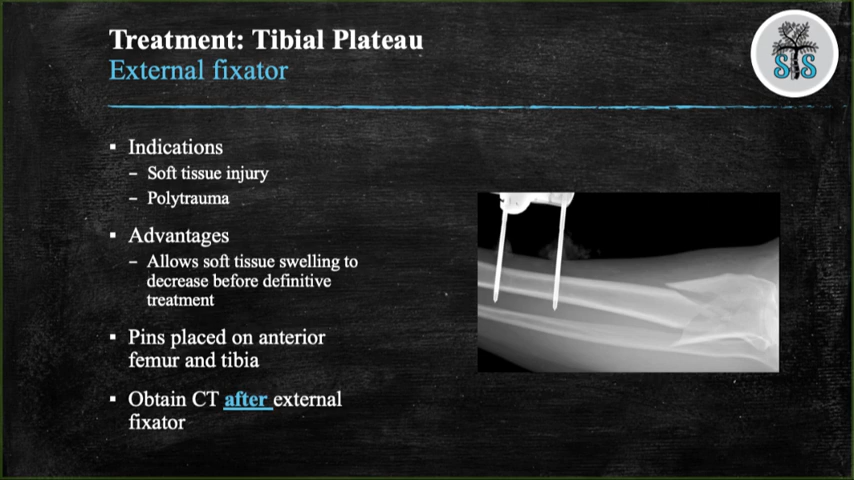 Treatment: Tibial Plateau
External fixator
STS
▪ Indications
– Soft tissue injury
– Polytrauma
▪ Advantages
– Allows soft tissue swelling to
decrease before definitive
treatment
▪ Pins placed on anterior
femur and tibia
▪ Obtain CT after external
fixator